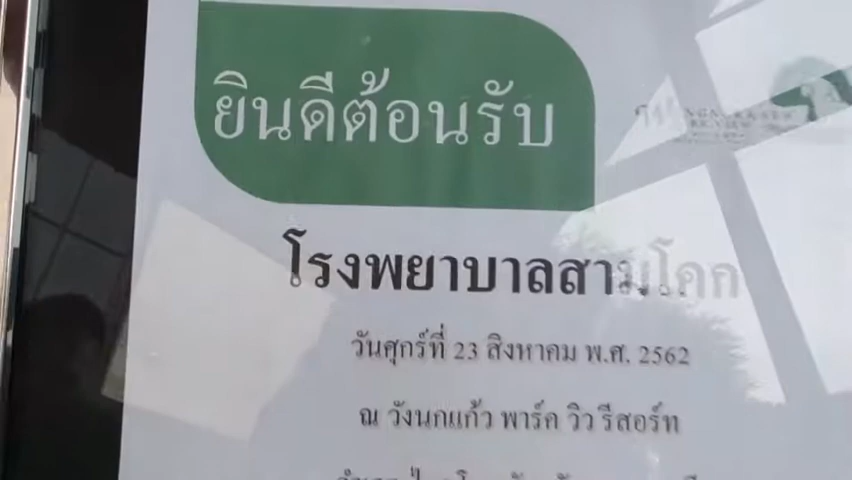 ยินดีต้อนรับ
โรงพยาบาลสามโคก
วันศุกร์ที่ 23 สิงหาคม พ.ศ. 2562
ณ วังนกแก้ว พาร์ค วิว รีสอร์ท